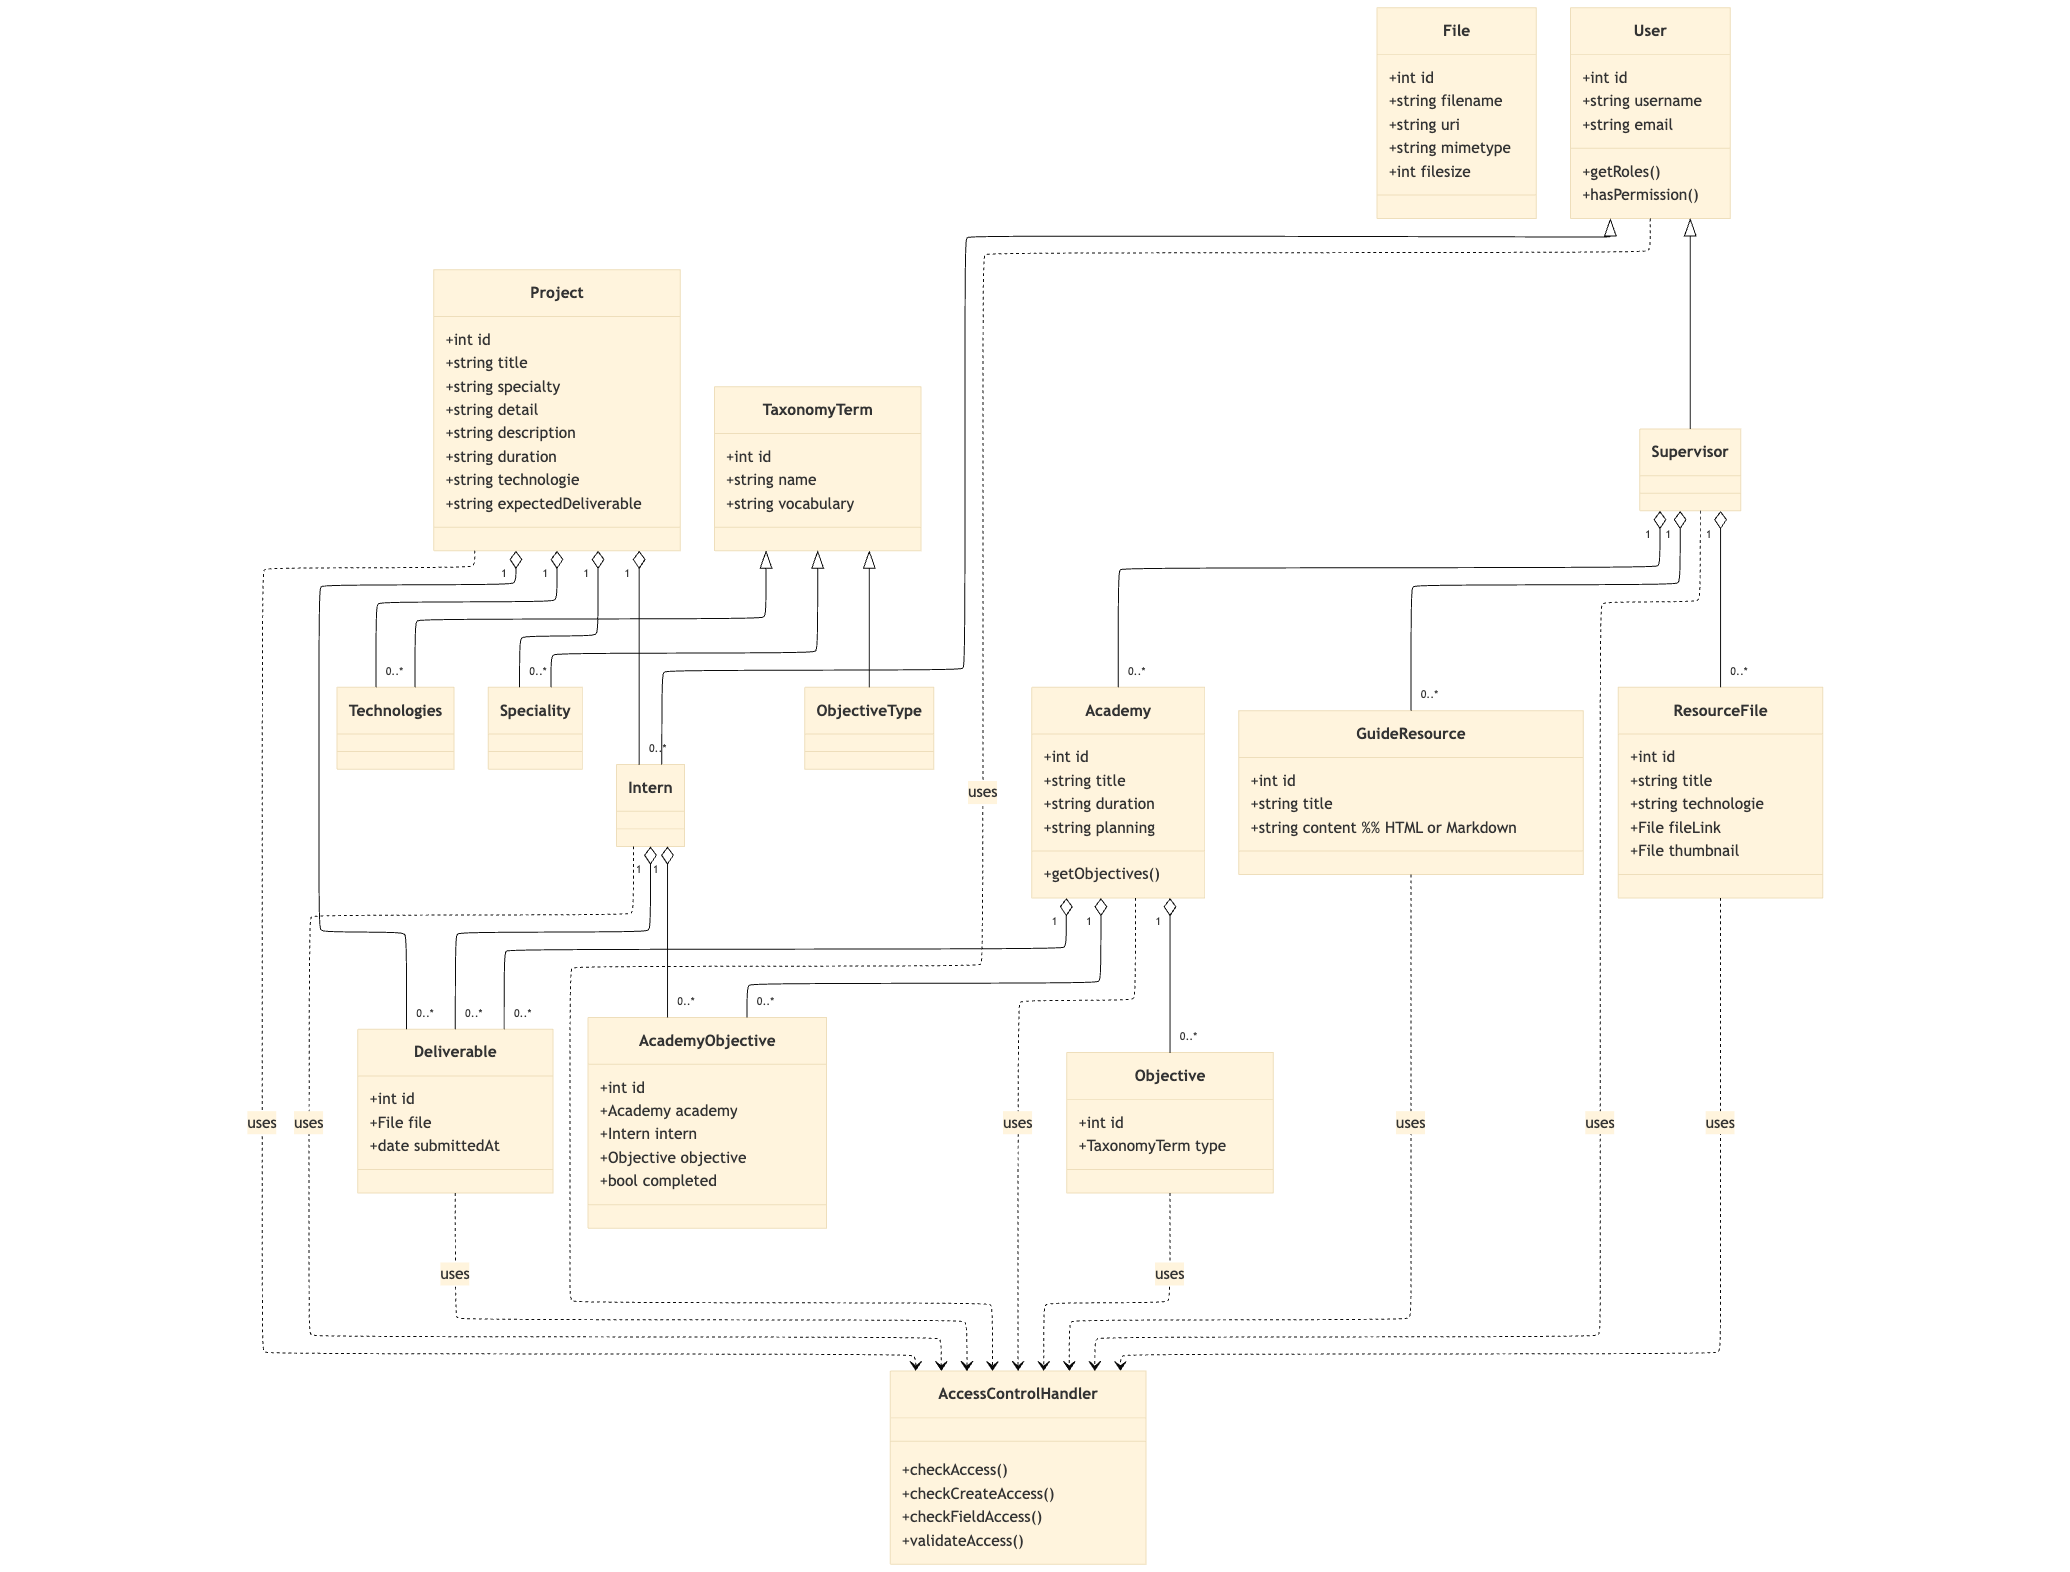 File
+int id
+string filename
+string uri
+string mimetype
+int filesize
User
+int id
+string username
+string email
+getRoles()
+hasPermission()
Project
+int id
+string title
+string specialty
+string detail
+string description
+string duration
+string technologie
+string expectedDeliverable
TaxonomyTerm
+int id
+string name
+string vocabulary
Supervisor
1
1
1
1
1
1
1
0..*
0..*
0..*
0..*
0..*
0..*
Technologies
Speciality
ObjectiveType
Intern
Academy
+int id
+string title
+string duration
+string planning
+getObjectives()
GuideResource
+int id
+string title
+string content %% HTML or Markdown
ResourceFile
+int id
+string title
+string technologie
+File fileLink
+File thumbnail
uses
1
1
1
1
1
0..*
0..*
0..*
0..*
0..*
0..*
Deliverable
+int id
+File file
+date submittedAt
AcademyObjective
+int id
+Academy academy
+Intern intern
+Objective objective
+bool completed
Objective
+int id
+TaxonomyTerm type
uses
uses
uses
uses
uses
uses
uses
uses
AccessControlHandler
+checkAccess()
+checkCreateAccess()
+checkFieldAccess()
+validateAccess()